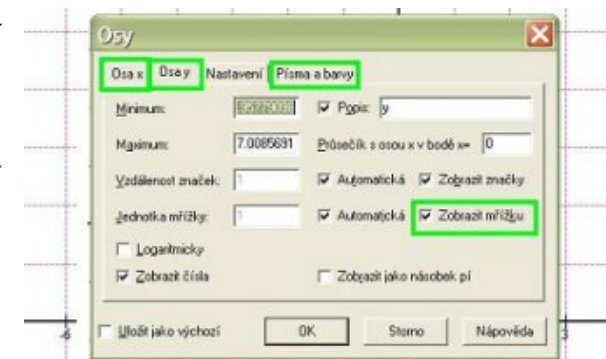 Osy
Osa x Osa y Nastavení Písma a barvy
Minimum: Popis: y
Maximum: 7.0085691 Průsečík s osou x v bodě x= 0
Vzdálenost značek: 1 Automatická Zobrazit značky
Jednotka mřížky: 1 Automatická Zobrazit mřížku
Logaritmicky
Zobrazit čísla Zobrazit jako násobek pí
Uložit jako výchozí OK Storno Nápověda
-6 3